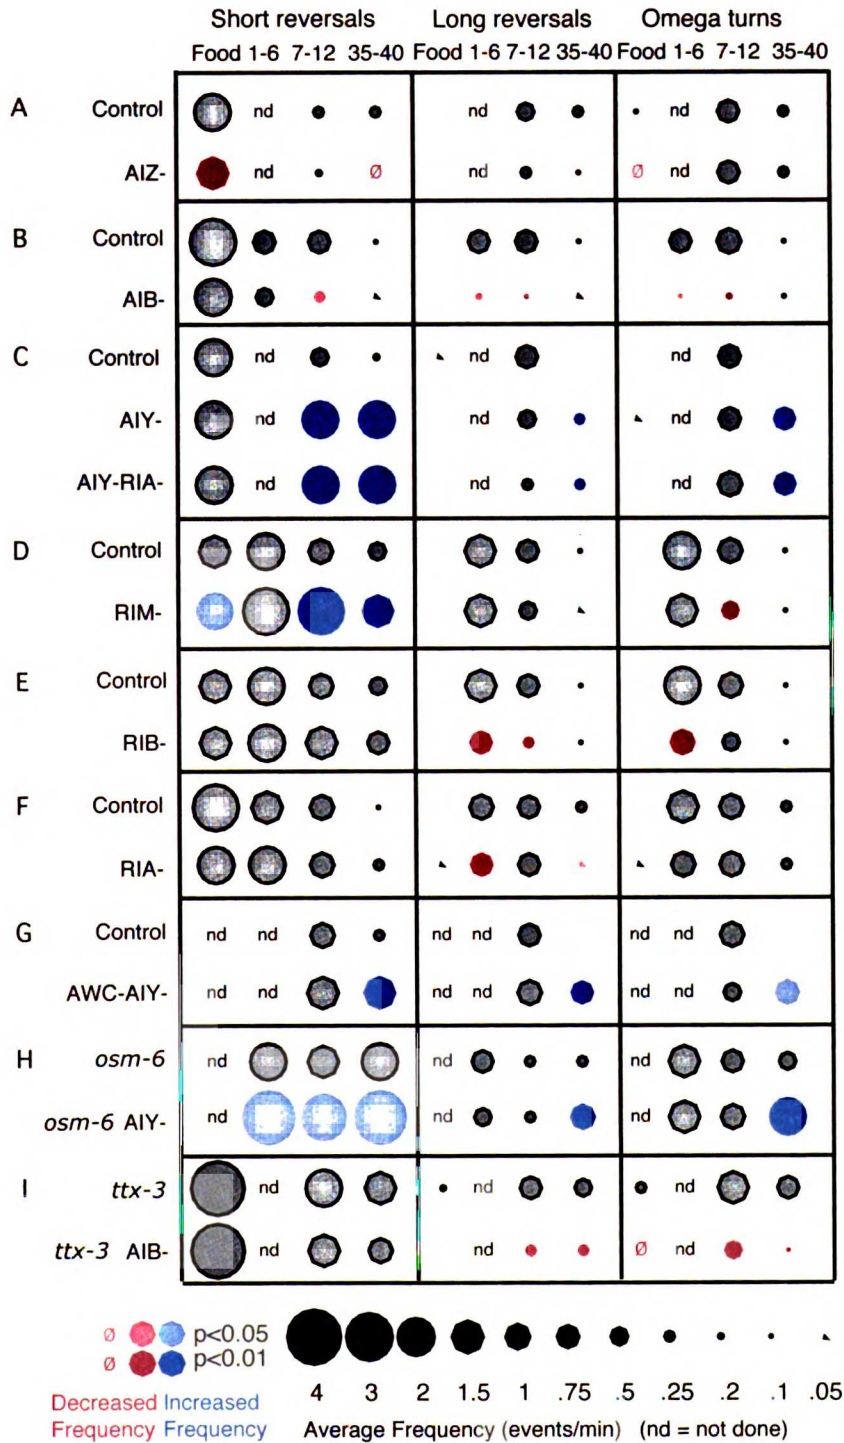 Short reversals Long reversals Omega turns
Food 1-6 7-12 35-40 Food 1-6 7-12 35-40 Food 1-6 7-12 35-40
A Control nd nd nd
AIZ- nd Ø nd Ø nd
B Control
AIB-
C Control nd nd nd
AIY- nd nd nd
AIY-RIA- nd nd nd
D Control
RIM-
E Control
RIB-
F Control
RIA-
G Control nd nd nd nd nd nd
AWC-AIY- nd nd nd nd nd nd
H osm-6 nd nd nd
osm-6 AIY- nd nd nd
I ttx-3 nd nd nd
ttx-3 AIB- nd nd Ø nd
Ø p<0.05
Ø p<0.01
Decreased Increased 4 3 2 1.5 1 .75 .5 .25 .2 .1 .05
Frequency Frequency Average Frequency (events/min) (nd = not done)